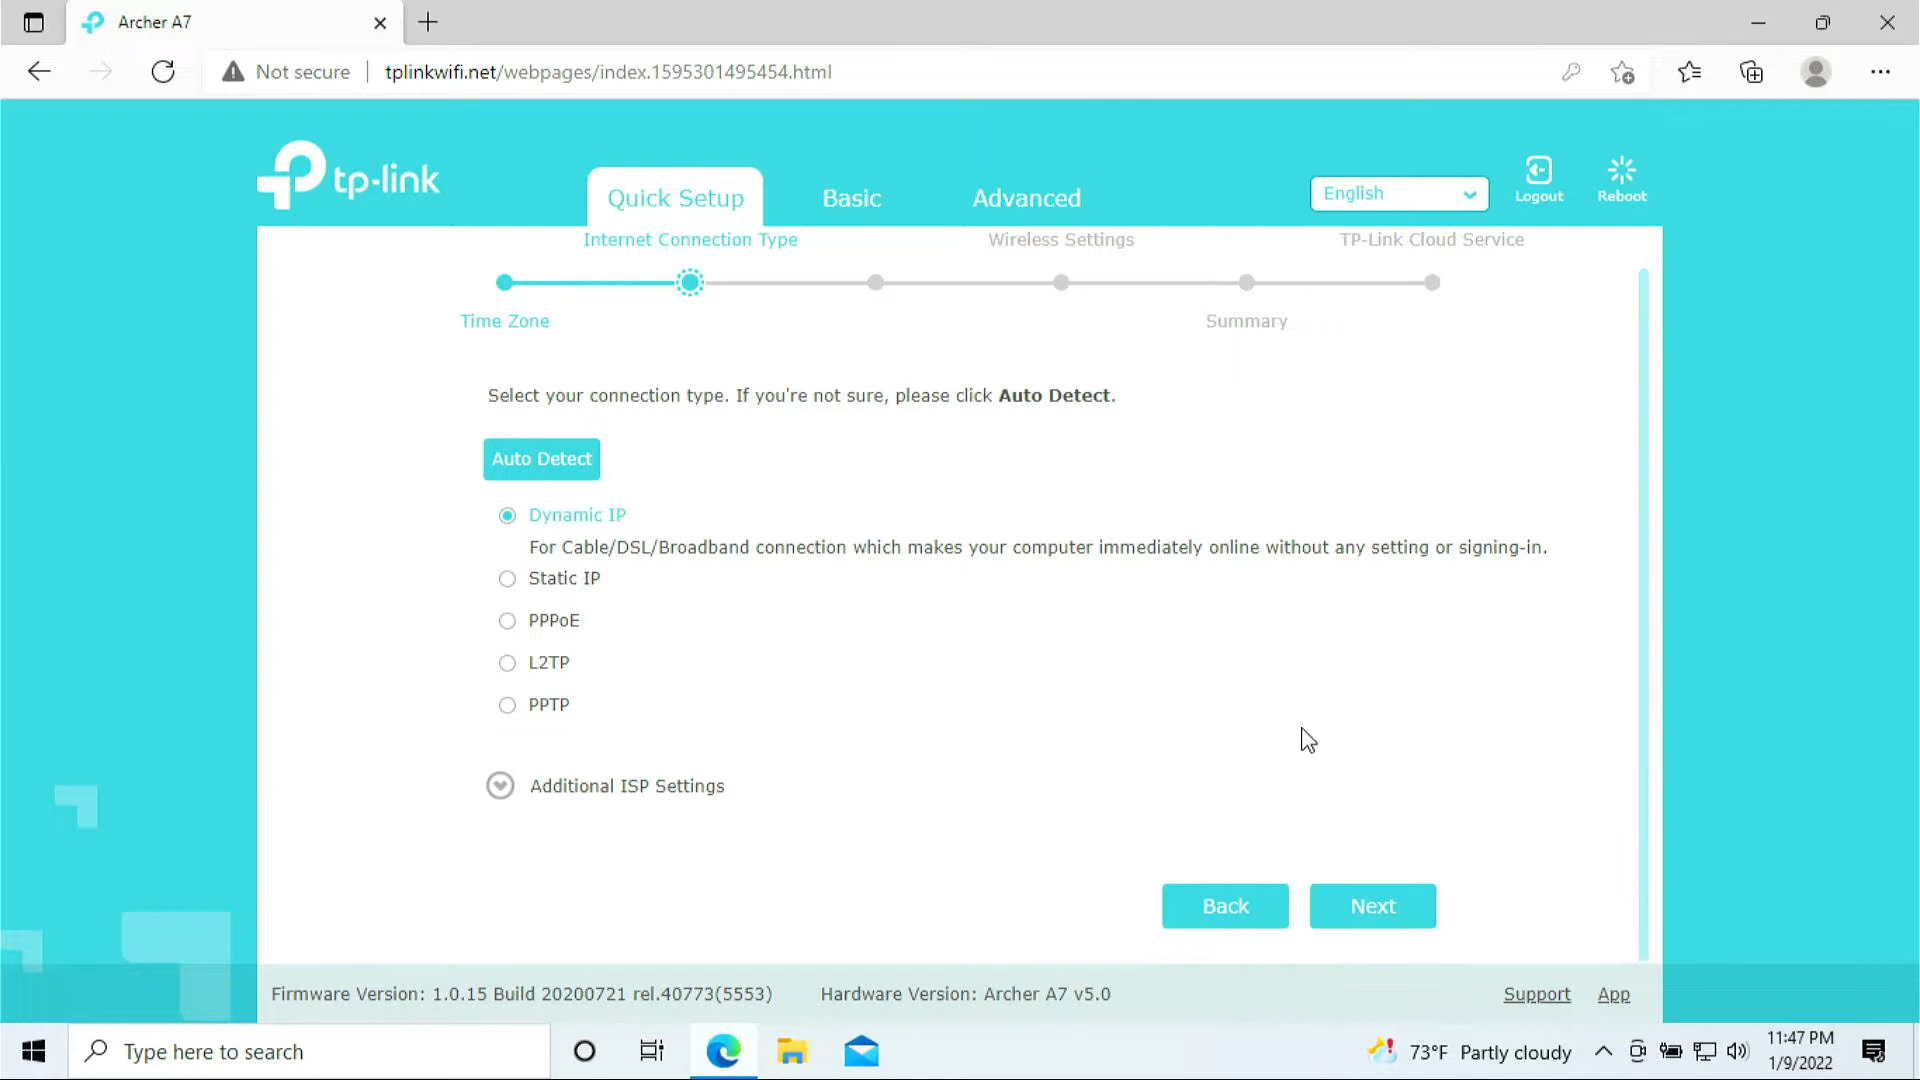 Archer A7
Not secure
tplinkwifi.net/webpages/index.1595301495454.html
tp-link
Quick Setup
Basic
Advanced
English
Logout
Reboot
Internet Connection Type
Wireless Settings
TP-Link Cloud Service
Time Zone
Summary
Select your connection type. If you're not sure, please click Auto Detect.
Auto Detect
Dynamic IP
For Cable/DSL/Broadband connection which makes your computer immediately online without any setting or signing-in.
Static IP
PPPoE
L2TP
PPTP
Additional ISP Settings
Back
Next
Firmware Version: 1.0.15 Build 20200721 rel.40773(5553)
Hardware Version: Archer A7 v5.0
Support
App
Type here to search
73°F Partly cloudy
11:47 PM
1/9/2022